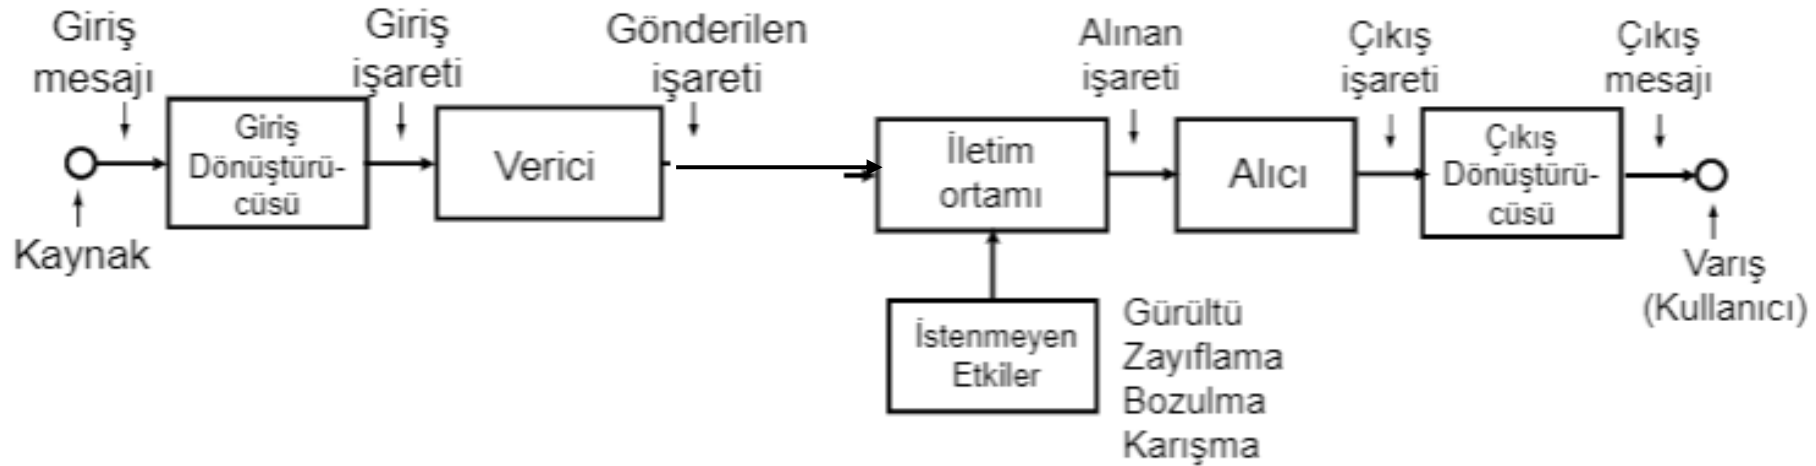 Giriş
mesajı
Giriş
işareti
Gönderilen
işareti
Alınan
işareti
Çıkış
işareti
Çıkış
mesajı
Giriş
Dönüştürü-
cüsü
Verici
İletim
ortamı
Alıcı
Çıkış
Dönüştürü-
cüsü
Kaynak
Varış
(Kullanıcı)
İstenmeyen
Etkiler
Gürültü
Zayıflama
Bozulma
Karışma